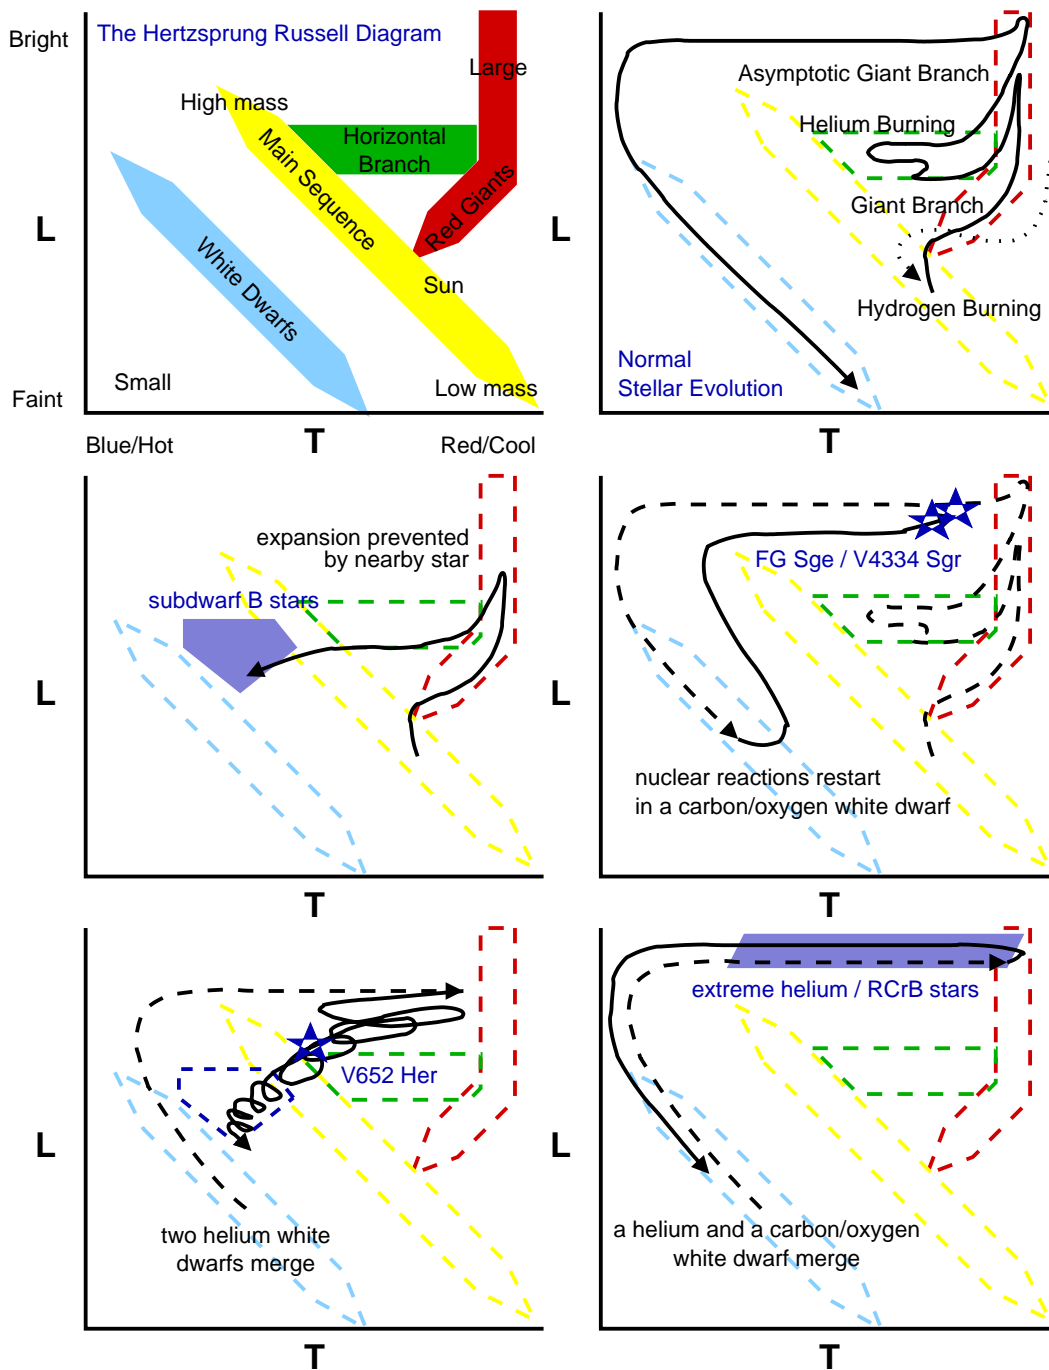 Bright
The Hertzsprung Russell Diagram
Large
High mass
Horizontal
Branch
Main Sequence
Red Giants
White Dwarfs
L
Sun
Small
Low mass
Faint
Blue/Hot
T
Red/Cool
Asymptotic Giant Branch
Helium Burning
Giant Branch
L
Hydrogen Burning
Normal
Stellar Evolution
T
expansion prevented
by nearby star
subdwarf B stars
L
T
FG Sge / V4334 Sgr
L
nuclear reactions restart
in a carbon/oxygen white dwarf
T
V652 Her
L
two helium white
dwarfs merge
T
extreme helium / RCrB stars
L
a helium and a carbon/oxygen
white dwarf merge
T